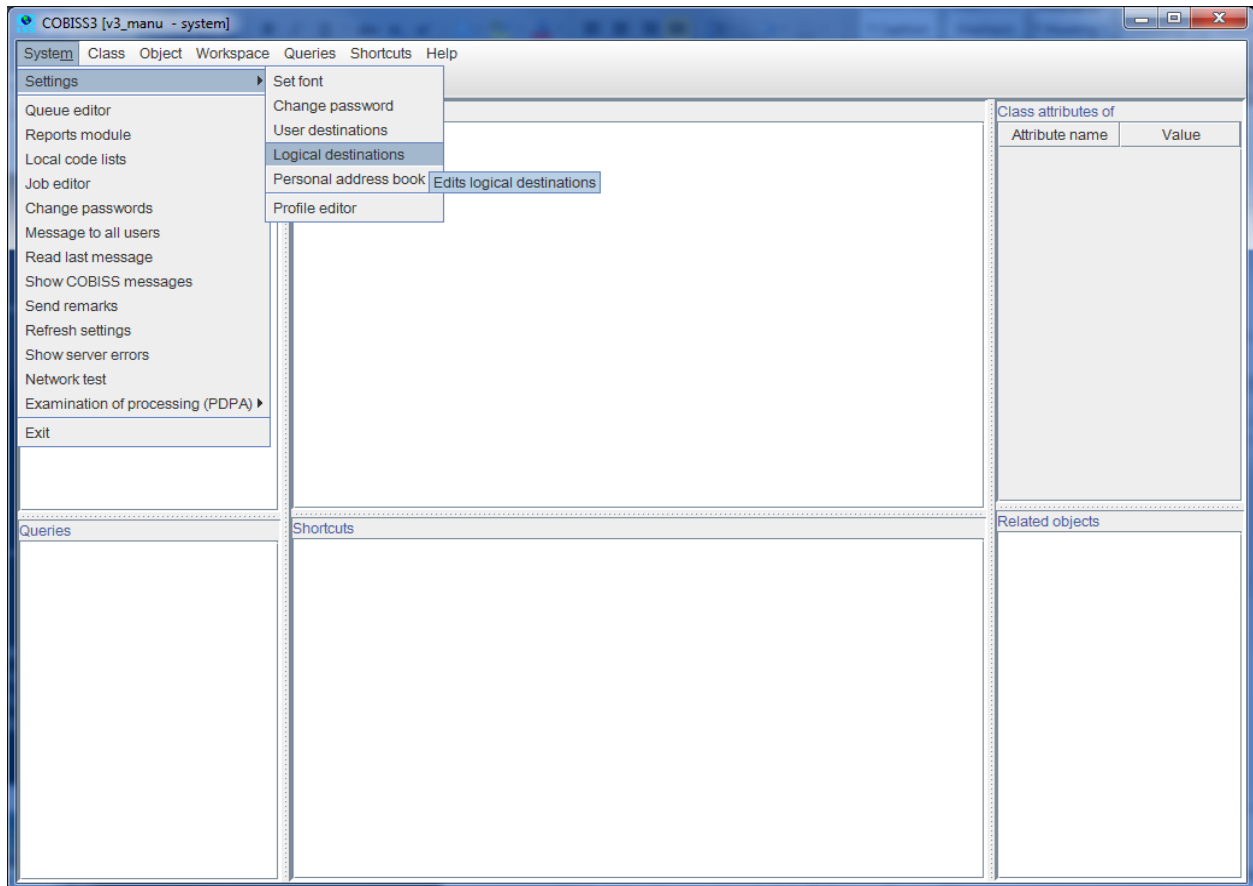 COBISS3 [v3_manu - system]
System Class Object Workspace Queries Shortcuts Help
Settings
Queue editor
Reports module
Local code lists
Job editor
Change passwords
Message to all users
Read last message
Show COBISS messages
Send remarks
Refresh settings
Show server errors
Network test
Examination of processing (PDPA)
Exit
Set font
Change password
User destinations
Logical destinations
Personal address book
Edits logical destinations
Profile editor
Class attributes of
Attribute name Value
Queries
Shortcuts
Related objects